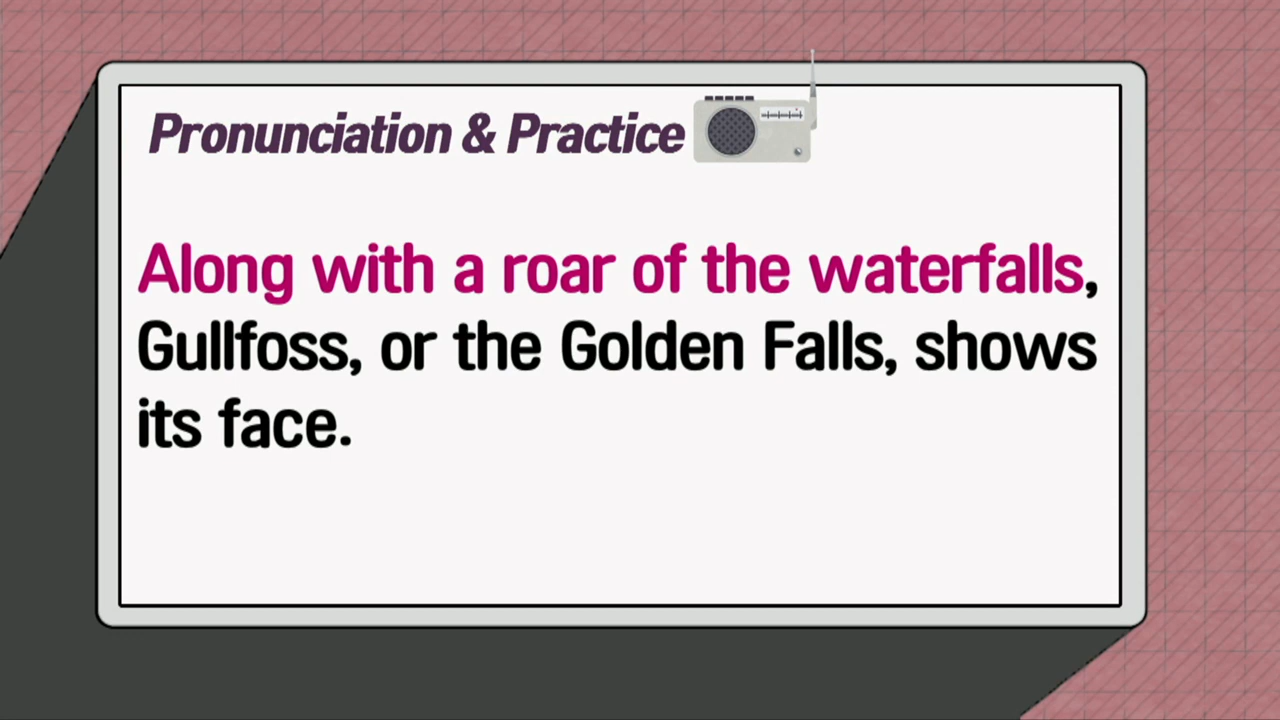 Pronunciation & Practice
Along with a roar of the waterfalls,
Gullfoss, or the Golden Falls, shows
its face.